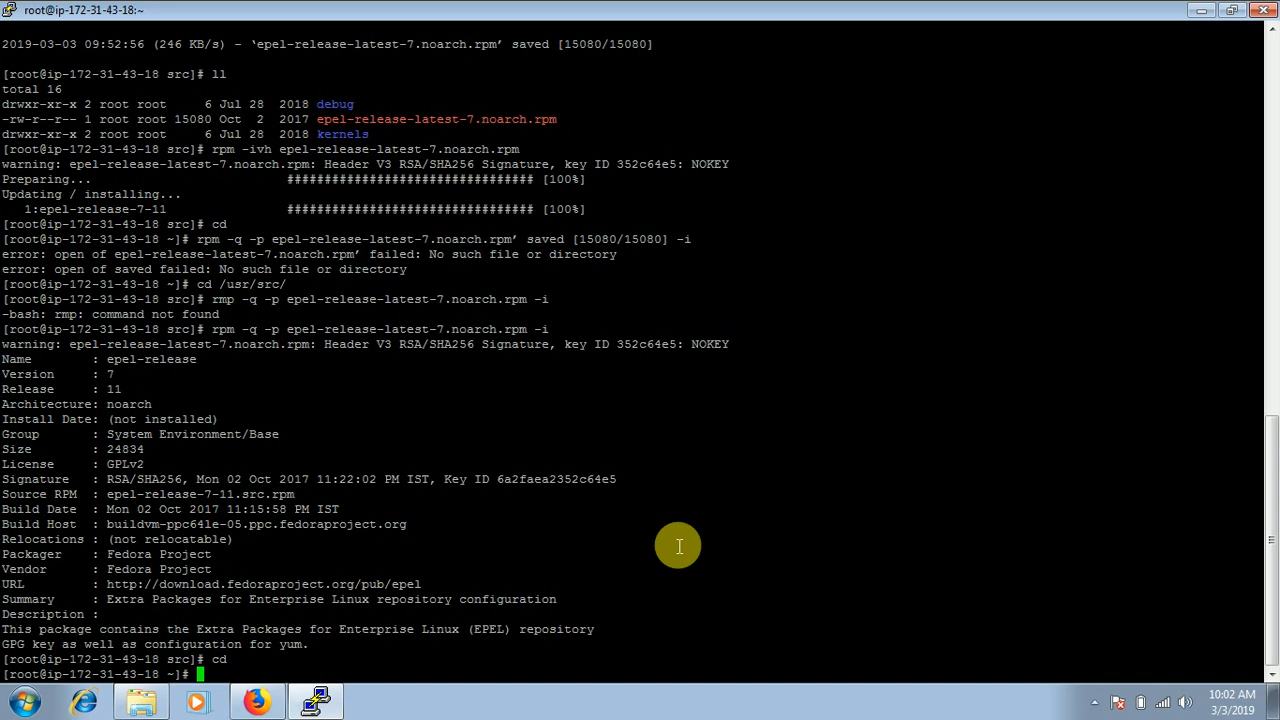 root@ip-172-31-43-18:~
2019-03-03 09:52:56 (246 KB/s) - ‘epel-release-latest-7.noarch.rpm’ saved [15080/15080]
[root@ip-172-31-43-18 src]# ll
total 16
drwxr-xr-x 2 root root     6 Jul 28  2018 debug
-rw-r--r-- 1 root root 15080 Oct  2  2017 epel-release-latest-7.noarch.rpm
drwxr-xr-x 2 root root     6 Jul 28  2018 kernels
[root@ip-172-31-43-18 src]# rpm -ivh epel-release-latest-7.noarch.rpm
warning: epel-release-latest-7.noarch.rpm: Header V3 RSA/SHA256 Signature, key ID 352c64e5: NOKEY
Preparing...                          ################################# [100%]
Updating / installing...
   1:epel-release-7-11                ################################# [100%]
[root@ip-172-31-43-18 src]# cd
[root@ip-172-31-43-18 ~]# rpm -q -p epel-release-latest-7.noarch.rpm’ saved [15080/15080] -i
error: open of epel-release-latest-7.noarch.rpm’ failed: No such file or directory
error: open of saved failed: No such file or directory
[root@ip-172-31-43-18 ~]# cd /usr/src/
[root@ip-172-31-43-18 src]# rmp -q -p epel-release-latest-7.noarch.rpm -i
-bash: rmp: command not found
[root@ip-172-31-43-18 src]# rpm -q -p epel-release-latest-7.noarch.rpm -i
warning: epel-release-latest-7.noarch.rpm: Header V3 RSA/SHA256 Signature, key ID 352c64e5: NOKEY
Name        : epel-release
Version     : 7
Release     : 11
Architecture: noarch
Install Date: (not installed)
Group       : System Environment/Base
Size        : 24834
License     : GPLv2
Signature   : RSA/SHA256, Mon 02 Oct 2017 11:22:02 PM IST, Key ID 6a2faea2352c64e5
Source RPM  : epel-release-7-11.src.rpm
Build Date  : Mon 02 Oct 2017 11:15:58 PM IST
Build Host  : buildvm-ppc64le-05.ppc.fedoraproject.org
Relocations : (not relocatable)
Packager    : Fedora Project
Vendor      : Fedora Project
URL         : http://download.fedoraproject.org/pub/epel
Summary     : Extra Packages for Enterprise Linux repository configuration
Description :
This package contains the Extra Packages for Enterprise Linux (EPEL) repository
GPG key as well as configuration for yum.
[root@ip-172-31-43-18 src]# cd
[root@ip-172-31-43-18 ~]#
10:02 AM
3/3/2019